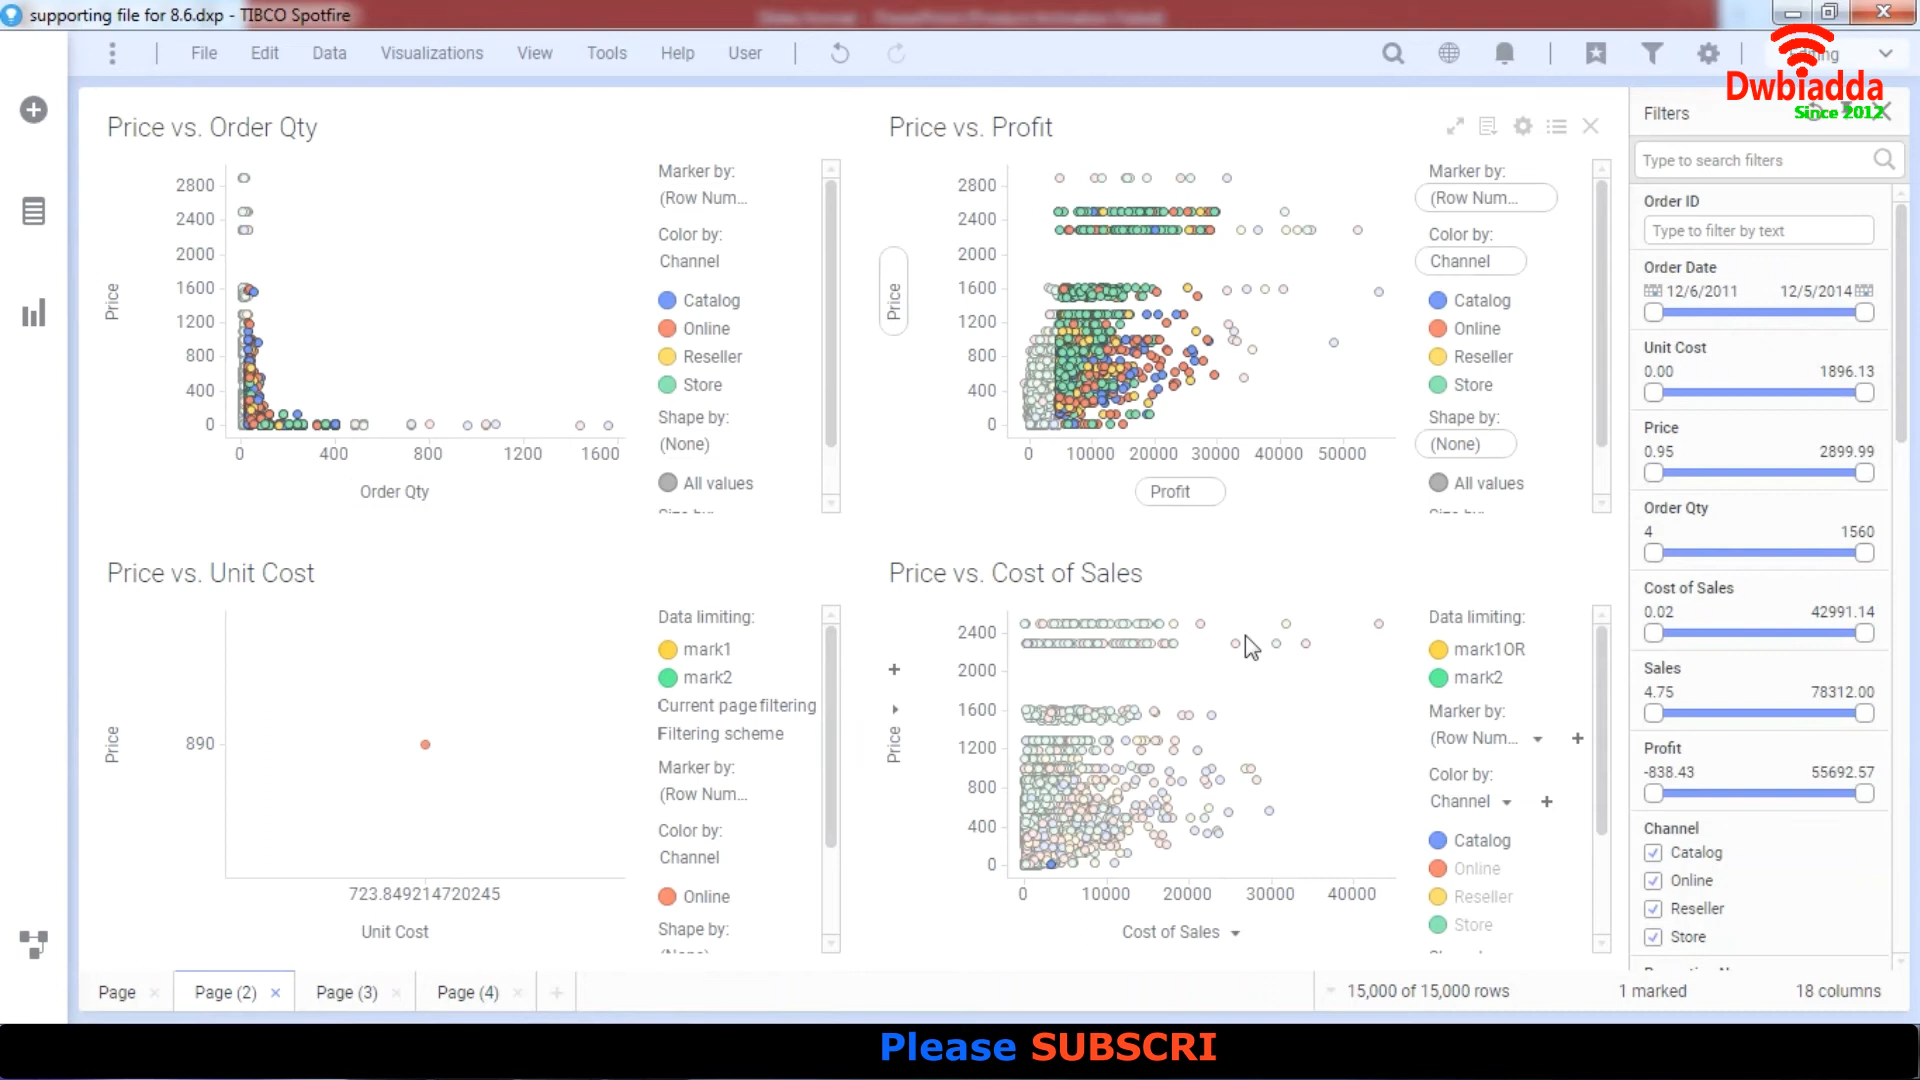 supporting file for 8.6.dxp - TIBCO Spotfire
File Edit Data Visualizations View Tools Help User
Dwbiadda
Since 2012
Price vs. Order Qty
2800
2400
2000
1600
1200
800
400
0
Price
0 400 800 1200 1600
Order Qty
Marker by:
(Row Num...
Color by:
Channel
Catalog
Online
Reseller
Store
Shape by:
(None)
All values
Price vs. Profit
2800
2400
2000
1600
1200
800
400
0
Price
0 10000 20000 30000 40000 50000
Profit
Marker by:
(Row Num...
Color by:
Channel
Catalog
Online
Reseller
Store
Shape by:
(None)
All values
Price vs. Unit Cost
890
Price
723.849214720245
Unit Cost
Data limiting:
mark1
mark2
Current page filtering
Filtering scheme
Marker by:
(Row Num...
Color by:
Channel
Online
Shape by:
Price vs. Cost of Sales
2400
2000
1600
1200
800
400
0
Price
0 10000 20000 30000 40000
Cost of Sales
Data limiting:
mark1OR
mark2
Marker by:
(Row Num...
Color by:
Channel
Catalog
Online
Reseller
Store
Filters
Type to search filters
Order ID
Type to filter by text
Order Date
12/6/2011 12/5/2014
Unit Cost
0.00 1896.13
Price
0.95 2899.99
Order Qty
4 1560
Cost of Sales
0.02 42991.14
Sales
4.75 78312.00
Profit
-838.43 55692.57
Channel
Catalog
Online
Reseller
Store
Page Page (2) Page (3) Page (4)
15,000 of 15,000 rows 1 marked 18 columns
Please SUBSCRI